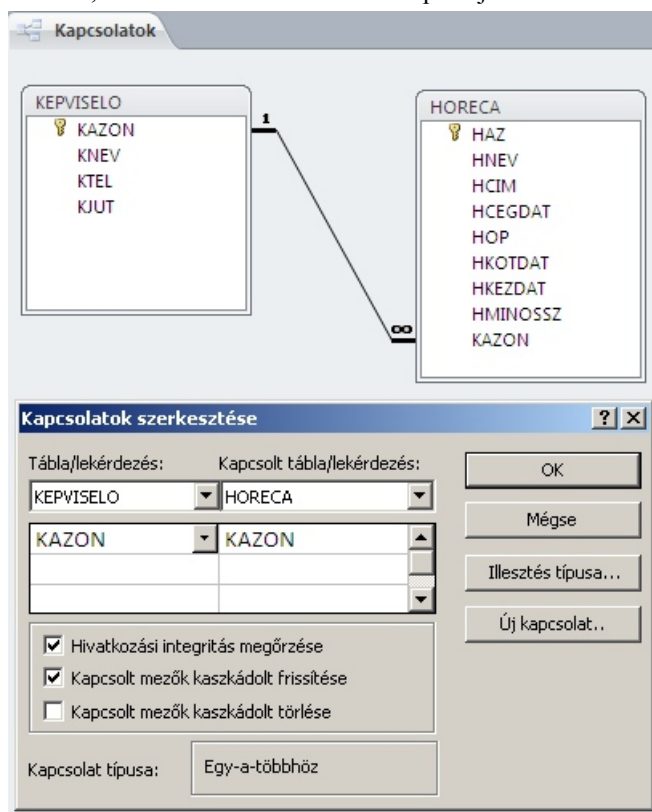 Kapcsolatok
KEPVISELO
KAZON
KNEV
KTEL
KJUT
1
∞
HORECA
HAZ
HNEV
HCIM
HCEGDAT
HOP
HKOTDAT
HKEZDAT
HMINOSSZ
KAZON
Kapcsolatok szerkesztése
Tábla/lekérdezés: Kapcsolt tábla/lekérdezés:
KEPVISELO HORECA
KAZON KAZON
OK
Mégse
Illesztés típusa...
Új kapcsolat..
Hivatkozási integritás megőrzése
Kapcsolt mezők kaszkádolt frissítése
Kapcsolt mezők kaszkádolt törlése
Kapcsolat típusa: Egy-a-többhöz